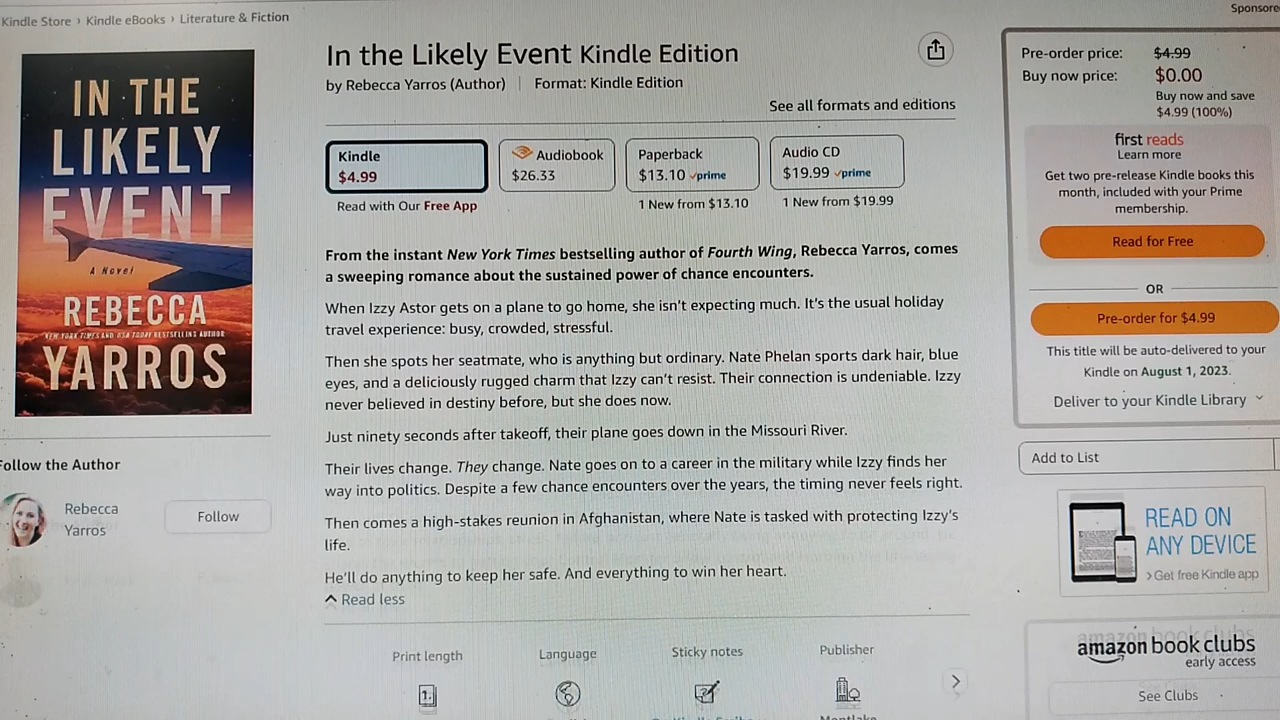 Kindle Store › Kindle eBooks › Literature & Fiction
Sponsore
IN THE
LIKELY
EVENT
A Novel
REBECCA
NEW YORK TIMES AND USA TODAY BESTSELLING AUTHOR
YARROS
Follow the Author
Rebecca
Yarros
Follow
In the Likely Event Kindle Edition
by Rebecca Yarros (Author) | Format: Kindle Edition
See all formats and editions
Kindle
$4.99
Audiobook
$26.33
Paperback
$13.10 prime
Audio CD
$19.99 prime
Read with Our Free App
1 New from $13.10
1 New from $19.99
From the instant New York Times bestselling author of Fourth Wing, Rebecca Yarros, comes
a sweeping romance about the sustained power of chance encounters.
When Izzy Astor gets on a plane to go home, she isn't expecting much. It's the usual holiday
travel experience: busy, crowded, stressful.
Then she spots her seatmate, who is anything but ordinary. Nate Phelan sports dark hair, blue
eyes, and a deliciously rugged charm that Izzy can't resist. Their connection is undeniable. Izzy
never believed in destiny before, but she does now.
Just ninety seconds after takeoff, their plane goes down in the Missouri River.
Their lives change. They change. Nate goes on to a career in the military while Izzy finds her
way into politics. Despite a few chance encounters over the years, the timing never feels right.
Then comes a high-stakes reunion in Afghanistan, where Nate is tasked with protecting Izzy's
life.
He'll do anything to keep her safe. And everything to win her heart.
Read less
Print length
Language
Sticky notes
Publisher
Pre-order price: $4.99
Buy now price: $0.00
Buy now and save
$4.99 (100%)
first reads
Learn more
Get two pre-release Kindle books this
month, included with your Prime
membership.
Read for Free
OR
Pre-order for $4.99
This title will be auto-delivered to your
Kindle on August 1, 2023.
Deliver to your Kindle Library
Add to List
READ ON
ANY DEVICE
› Get free Kindle app
amazon book clubs
early access
See Clubs